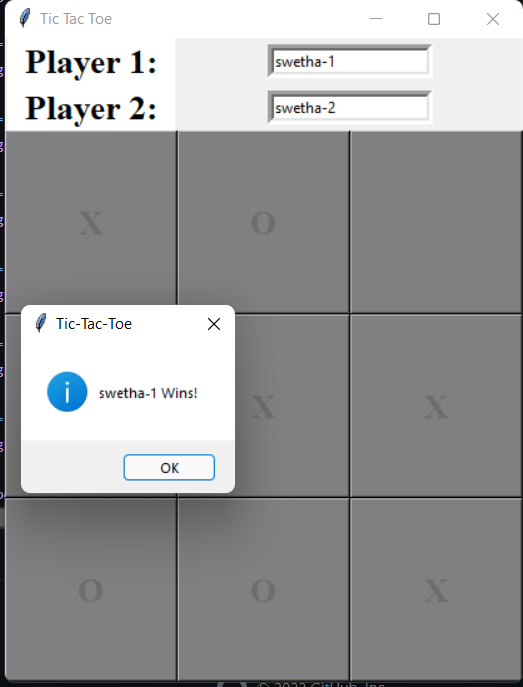 Tic Tac Toe
Player 1: swetha-1
Player 2: swetha-2
X O
Tic-Tac-Toe
swetha-1 Wins!
X X
OK
O O X
© 2023 GitHub, Inc.